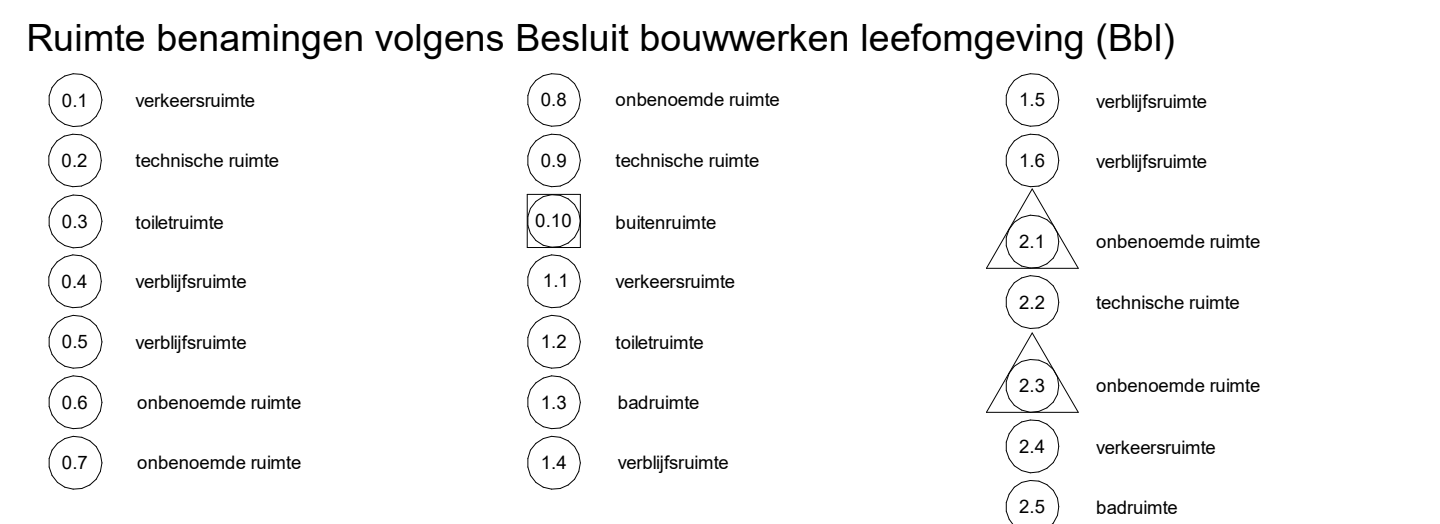 Ruimte benamingen volgens Besluit bouwwerken leefomgeving (Bbl)
0.1 verkeersruimte
0.2 technische ruimte
0.3 toiletruimte
0.4 verblijfsruimte
0.5 verblijfsruimte
0.6 onbenoemde ruimte
0.7 onbenoemde ruimte
0.8 onbenoemde ruimte
0.9 technische ruimte
0.10 buitenruimte
1.1 verkeersruimte
1.2 toiletruimte
1.3 badruimte
1.4 verblijfsruimte
1.5 verblijfsruimte
1.6 verblijfsruimte
2.1 onbenoemde ruimte
2.2 technische ruimte
2.3 onbenoemde ruimte
2.4 verkeersruimte
2.5 badruimte